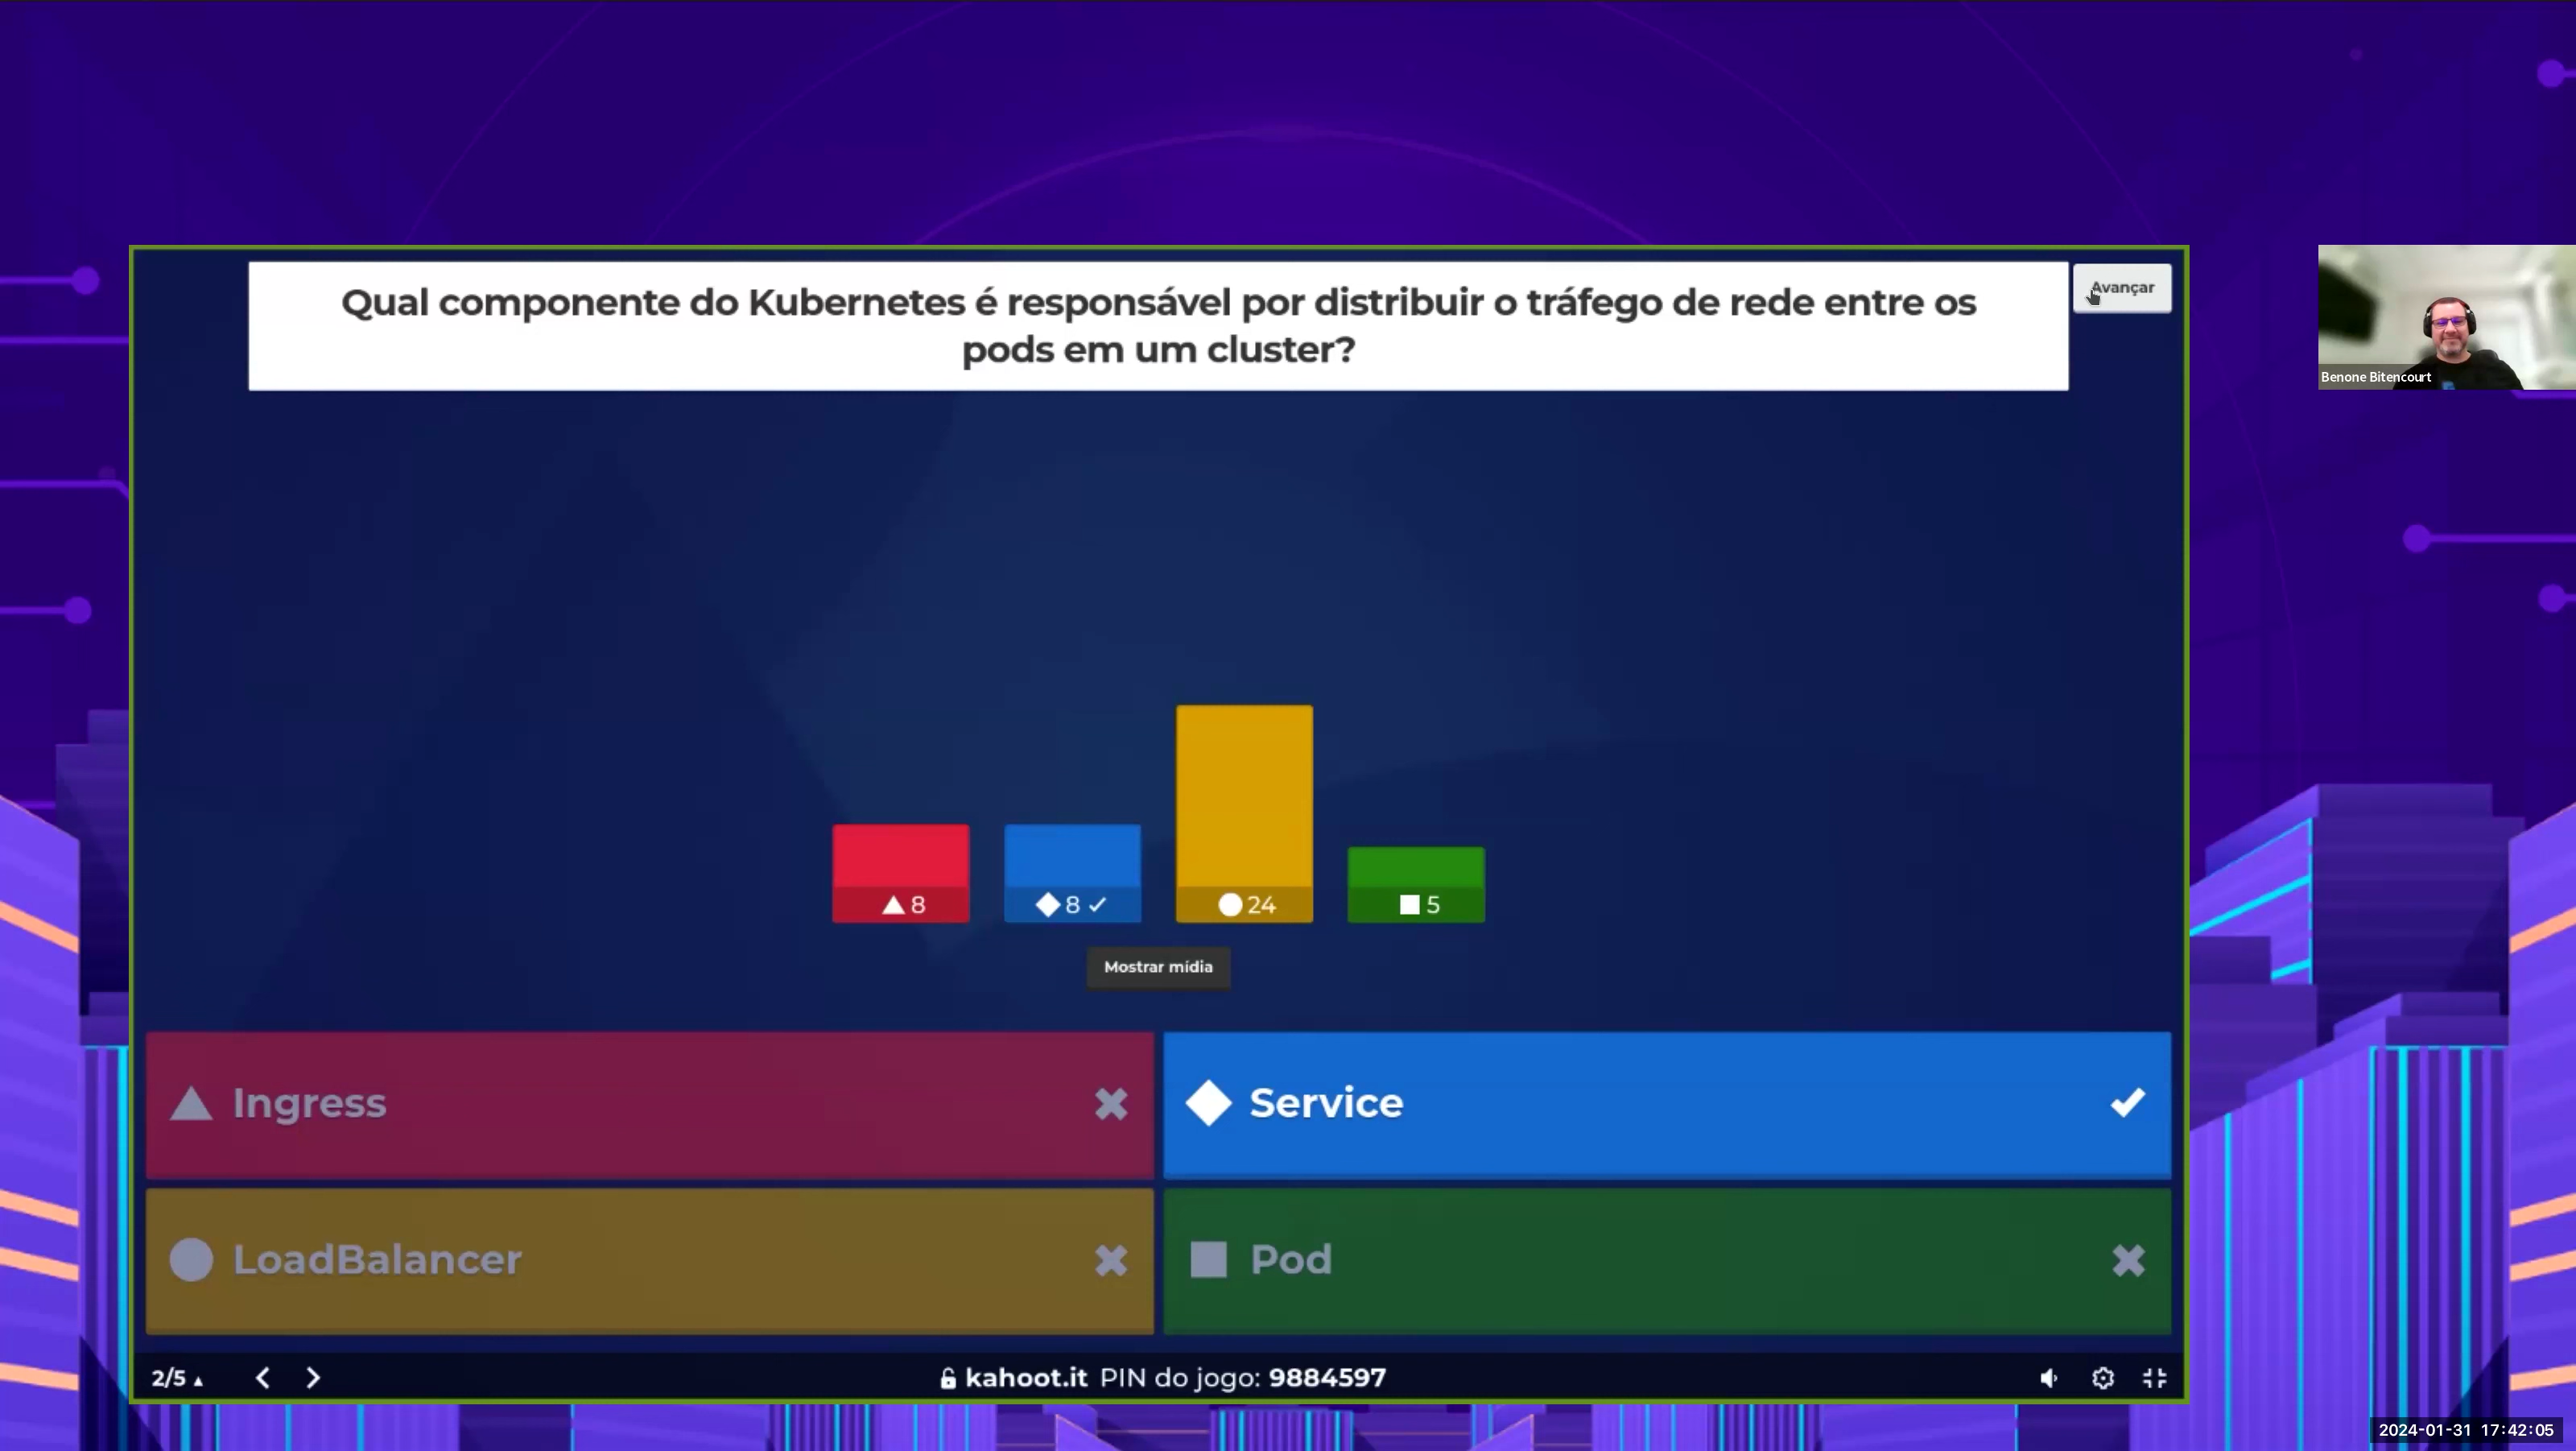 Qual componente do Kubernetes é responsável por distribuir o tráfego de rede entre os
pods em um cluster?
Avançar
Benone Bitencourt
8
8
24
5
Mostrar mídia
Ingress
Service
LoadBalancer
Pod
2/5
kahoot.it PIN do jogo: 9884597
2024-01-31 17:42:05